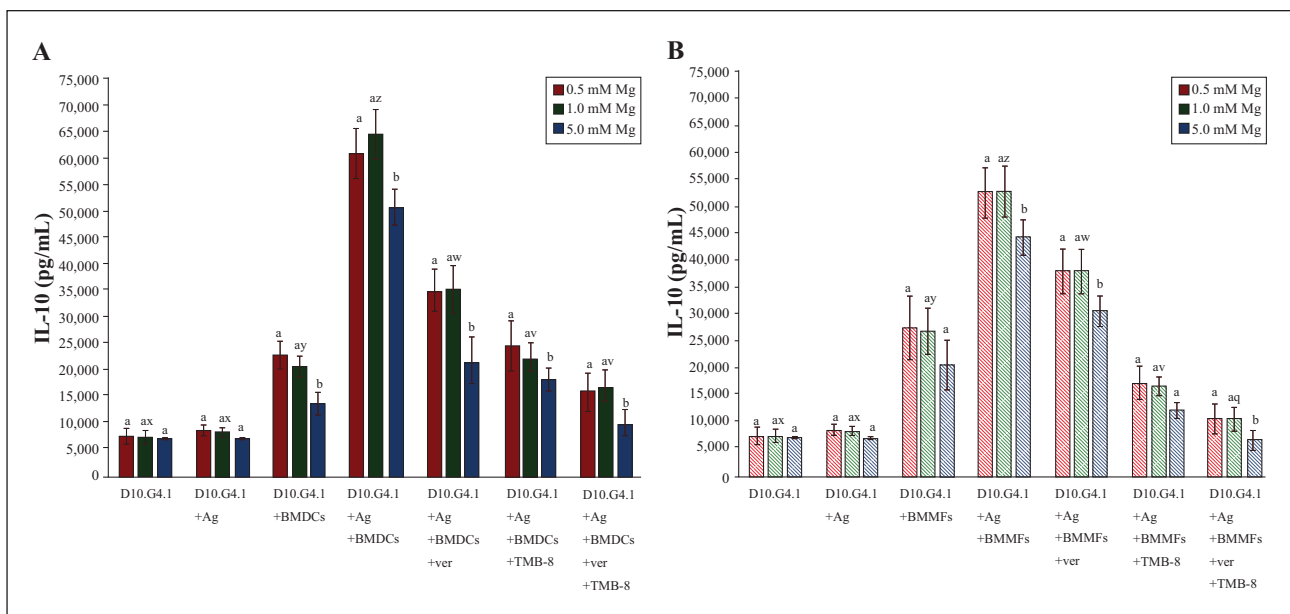 A
IL-10 (pg/mL)
75,000
70,000
65,000
60,000
55,000
50,000
45,000
40,000
35,000
30,000
25,000
20,000
15,000
10,000
5,000
0
0.5 mM Mg
1.0 mM Mg
5.0 mM Mg
a ax a
a ax a
a ay b
a az b
a aw b
a av b
a av b
D10.G4.1 D10.G4.1 D10.G4.1 D10.G4.1 D10.G4.1 D10.G4.1 D10.G4.1
+Ag +BMDCs +Ag +Ag +Ag +Ag
+BMDCs +BMDCs +BMDCs +BMDCs
+ver +TMB-8 +ver
+TMB-8
B
IL-10 (pg/mL)
75,000
70,000
65,000
60,000
55,000
50,000
45,000
40,000
35,000
30,000
25,000
20,000
15,000
10,000
5,000
0
0.5 mM Mg
1.0 mM Mg
5.0 mM Mg
a ax a
a ax a
a ay a
a az b
a aw b
a av a
a aq b
D10.G4.1 D10.G4.1 D10.G4.1 D10.G4.1 D10.G4.1 D10.G4.1 D10.G4.1
+Ag +BMMFs +Ag +Ag +Ag +Ag
+BMMFs +BMMFs +BMMFs +BMMFs
+ver +TMB-8 +ver
+TMB-8